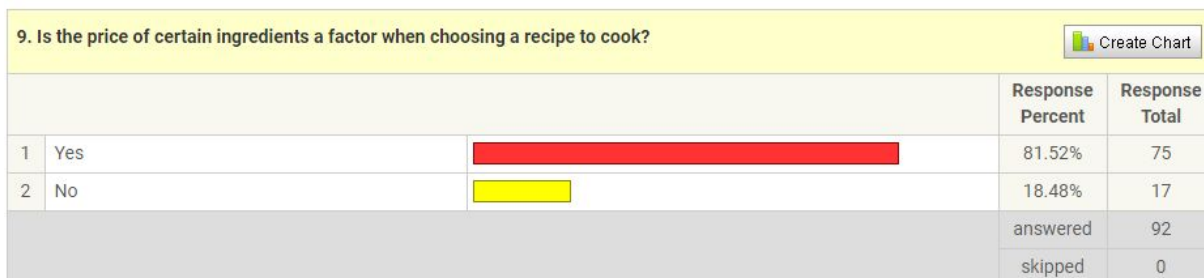 9. Is the price of certain ingredients a factor when choosing a recipe to cook?
Create Chart
Response Percent Response Total
1 Yes 81.52% 75
2 No 18.48% 17
answered 92
skipped 0